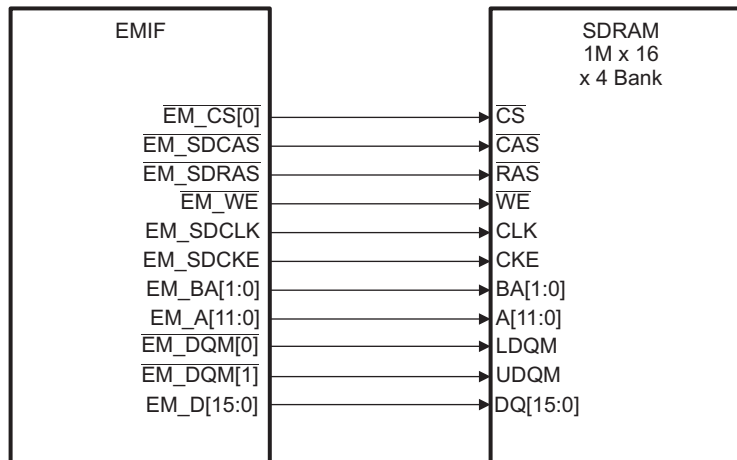 EMIF
SDRAM
1M x 16
x 4 Bank
EM_CS[0]
CS
EM_SDCAS
CAS
EM_SDRAS
RAS
EM_WE
WE
EM_SDCLK
CLK
EM_SDCKE
CKE
EM_BA[1:0]
BA[1:0]
EM_A[11:0]
A[11:0]
EM_DQM[0]
LDQM
EM_DQM[1]
UDQM
EM_D[15:0]
DQ[15:0]